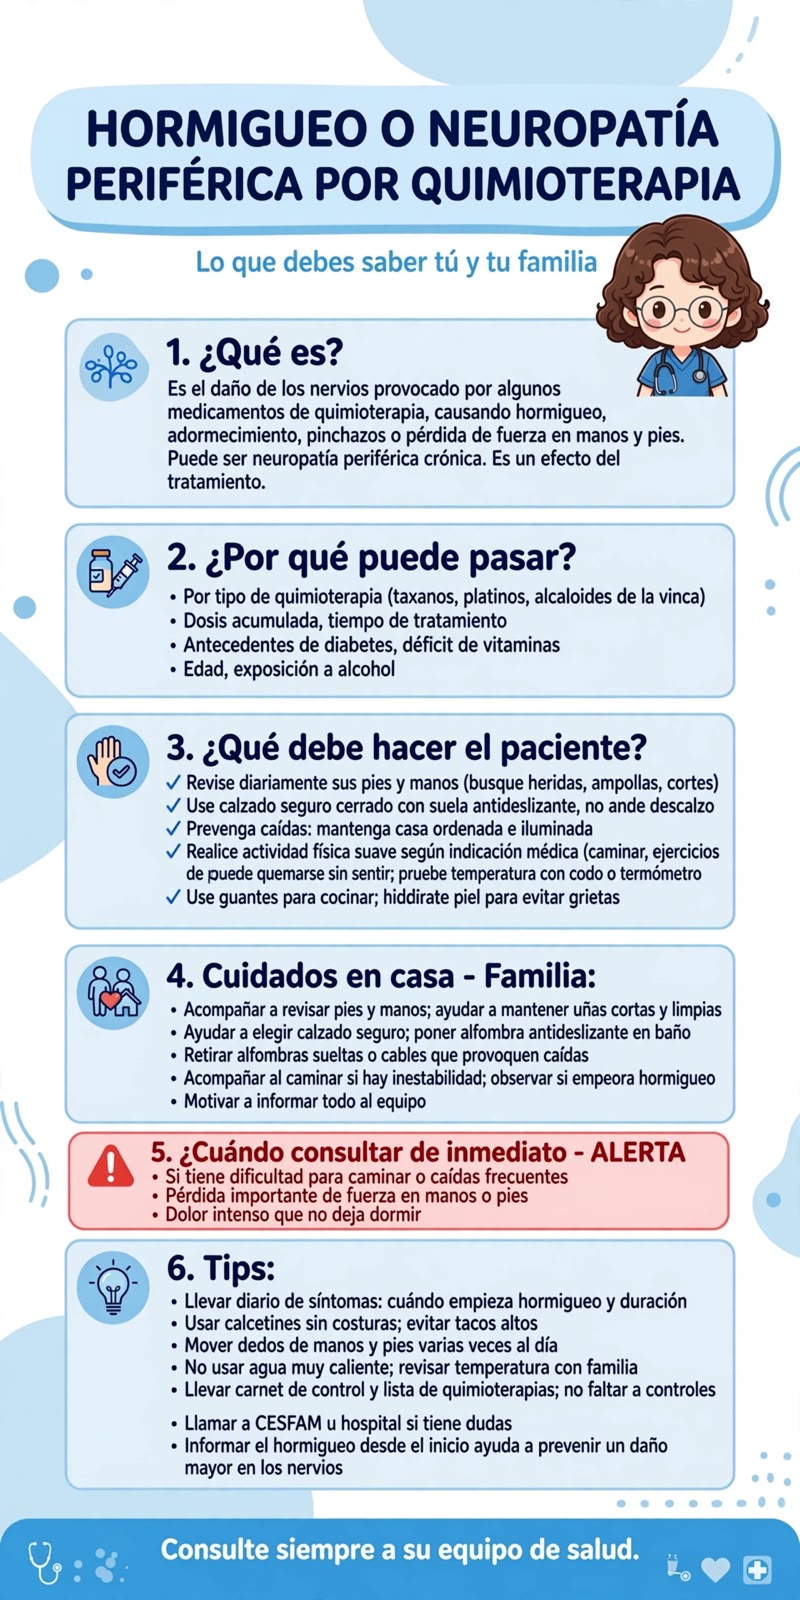 HORMIGUEO O NEUROPATÍA
PERIFÉRICA POR QUIMIOTERAPIA
Lo que debes saber tú y tu familia
1. ¿Qué es?
Es el daño de los nervios provocado por algunos
medicamentos de quimioterapia, causando hormigueo,
adormecimiento, pinchazos o pérdida de fuerza en manos y pies.
Puede ser neuropatía periférica crónica. Es un efecto del
tratamiento.
2. ¿Por qué puede pasar?
• Por tipo de quimioterapia (taxanos, platinos, alcaloides de la vinca)
• Dosis acumulada, tiempo de tratamiento
• Antecedentes de diabetes, déficit de vitaminas
• Edad, exposición a alcohol
3. ¿Qué debe hacer el paciente?
✓ Revise diariamente sus pies y manos (busque heridas, ampollas, cortes)
✓ Use calzado seguro cerrado con suela antideslizante, no ande descalzo
✓ Prevenga caídas: mantenga casa ordenada e iluminada
✓ Realice actividad física suave según indicación médica (caminar, ejercicios
de puede quemarse sin sentir; pruebe temperatura con codo o termómetro
✓ Use guantes para cocinar; hiddirate piel para evitar grietas
4. Cuidados en casa - Familia:
• Acompañar a revisar pies y manos; ayudar a mantener uñas cortas y limpias
• Ayudar a elegir calzado seguro; poner alfombra antideslizante en baño
• Retirar alfombras sueltas o cables que provoquen caídas
• Acompañar al caminar si hay inestabilidad; observar si empeora hormigueo
• Motivar a informar todo al equipo
5. ¿Cuándo consultar de inmediato - ALERTA
• Si tiene dificultad para caminar o caídas frecuentes
• Pérdida importante de fuerza en manos o pies
• Dolor intenso que no deja dormir
6. Tips:
• Llevar diario de síntomas: cuándo empieza hormigueo y duración
• Usar calcetines sin costuras; evitar tacos altos
• Mover dedos de manos y pies varias veces al día
• No usar agua muy caliente; revisar temperatura con familia
• Llevar carnet de control y lista de quimioterapias; no faltar a controles
• Llamar a CESFAM u hospital si tiene dudas
• Informar el hormigueo desde el inicio ayuda a prevenir un daño
mayor en los nervios
Consulte siempre a su equipo de salud.